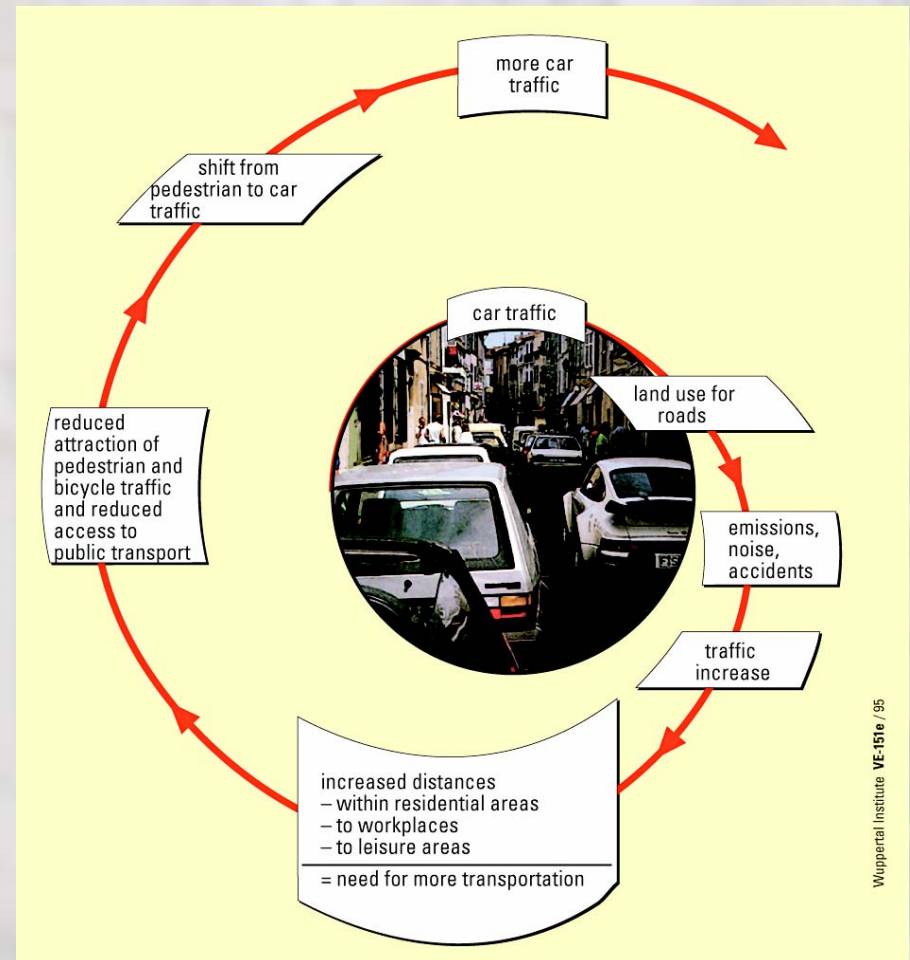 more car
traffic
shift from
pedestrian to car
traffic
car traffic
land use for
roads
reduced
attraction of
pedestrian and
bicycle traffic
and reduced
access to
public transport
emissions,
noise,
accidents
traffic
increase
increased distances
– within residential areas
– to workplaces
– to leisure areas
= need for more transportation
Wuppertal Institute VE-151e / 95